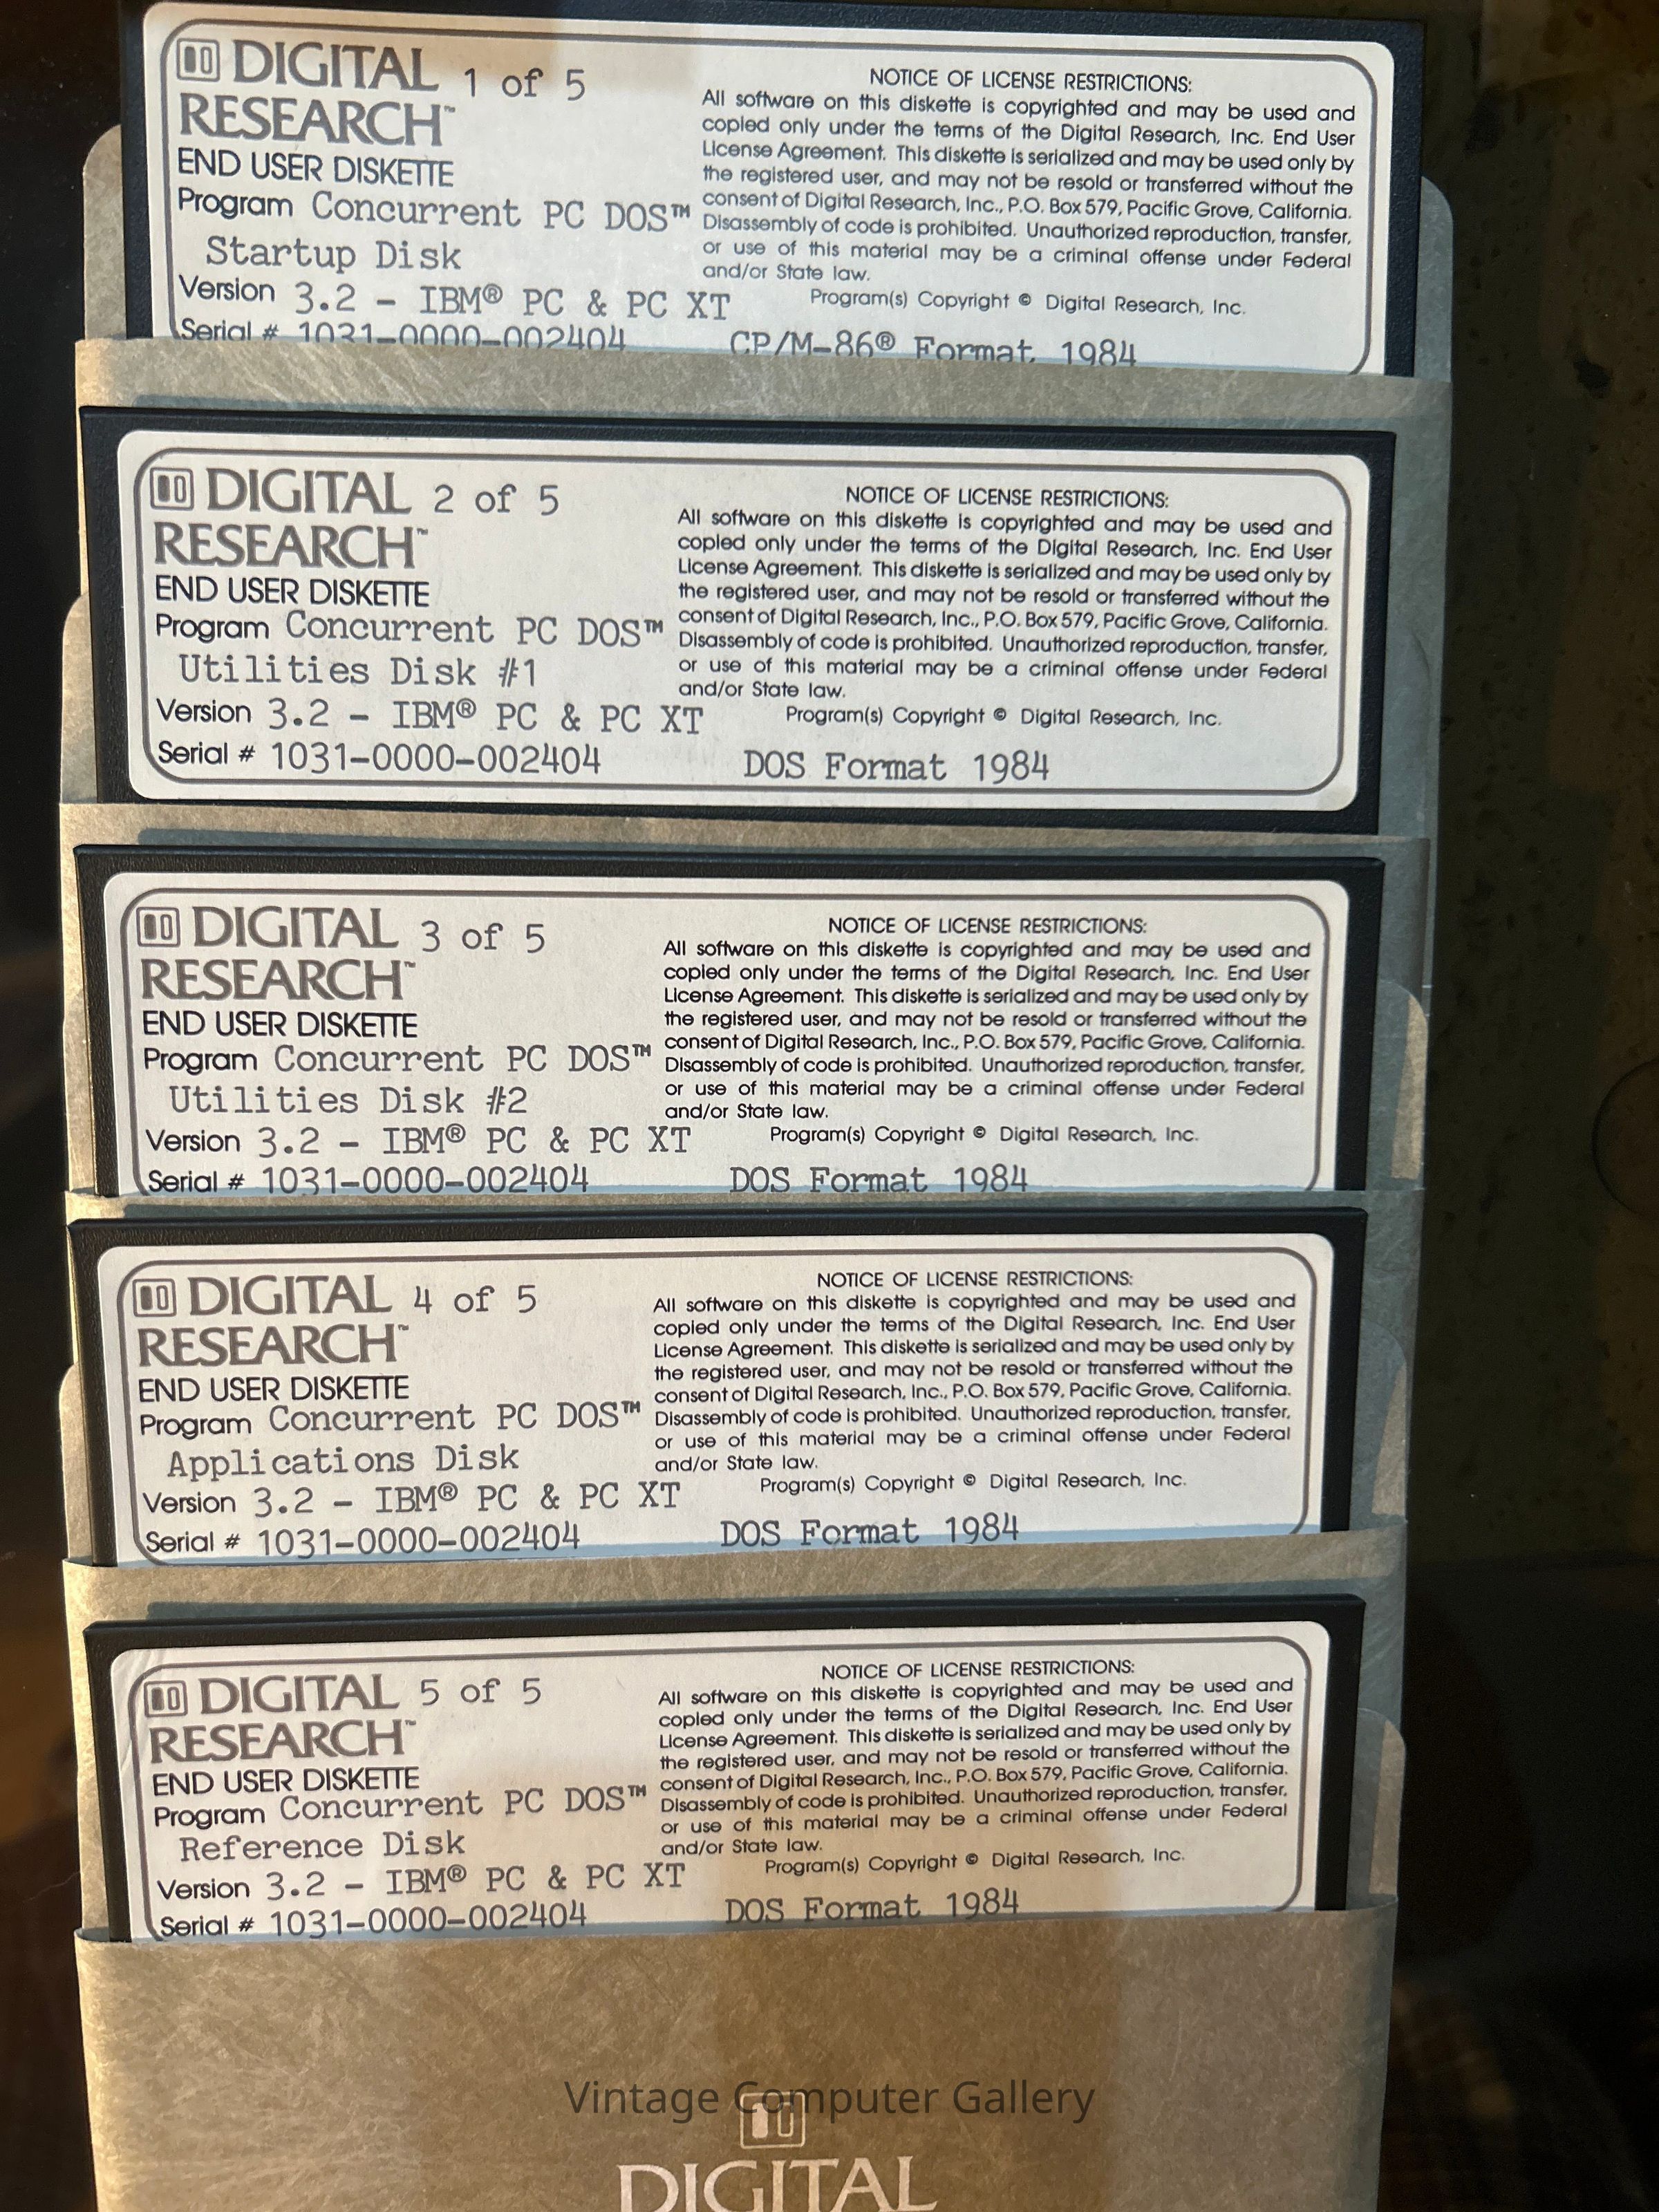 DIGITAL 1 of 5
RESEARCH™
END USER DISKETTE
Program Concurrent PC DOS™
Startup Disk
Version 3.2 - IBM® PC & PC XT
Serial # 1031-0000-002404
NOTICE OF LICENSE RESTRICTIONS:
All software on this diskette is copyrighted and may be used and
copied only under the terms of the Digital Research, Inc. End User
License Agreement. This diskette is serialized and may be used only by
the registered user, and may not be resold or transferred without the
consent of Digital Research, Inc., P.O. Box 579, Pacific Grove, California.
Disassembly of code is prohibited. Unauthorized reproduction, transfer,
or use of this material may be a criminal offense under Federal
and/or State law.
Program(s) Copyright © Digital Research, Inc.
CP/M-86® Format, 1984
DIGITAL 2 of 5
RESEARCH™
END USER DISKETTE
Program Concurrent PC DOS™
Utilities Disk #1
Version 3.2 - IBM® PC & PC XT
Serial # 1031-0000-002404
NOTICE OF LICENSE RESTRICTIONS:
All software on this diskette is copyrighted and may be used and
copied only under the terms of the Digital Research, Inc. End User
License Agreement. This diskette is serialized and may be used only by
the registered user, and may not be resold or transferred without the
consent of Digital Research, Inc., P.O. Box 579, Pacific Grove, California.
Disassembly of code is prohibited. Unauthorized reproduction, transfer,
or use of this material may be a criminal offense under Federal
and/or State law.
Program(s) Copyright © Digital Research, Inc.
DOS Format 1984
DIGITAL 3 of 5
RESEARCH™
END USER DISKETTE
Program Concurrent PC DOS™
Utilities Disk #2
Version 3.2 - IBM® PC & PC XT
Serial # 1031-0000-002404
NOTICE OF LICENSE RESTRICTIONS:
All software on this diskette is copyrighted and may be used and
copied only under the terms of the Digital Research, Inc. End User
License Agreement. This diskette is serialized and may be used only by
the registered user, and may not be resold or transferred without the
consent of Digital Research, Inc., P.O. Box 579, Pacific Grove, California.
Disassembly of code is prohibited. Unauthorized reproduction, transfer,
or use of this material may be a criminal offense under Federal
and/or State law.
Program(s) Copyright © Digital Research, Inc.
DOS Format 1984
DIGITAL 4 of 5
RESEARCH™
END USER DISKETTE
Program Concurrent PC DOS™
Applications Disk
Version 3.2 - IBM® PC & PC XT
Serial # 1031-0000-002404
NOTICE OF LICENSE RESTRICTIONS:
All software on this diskette is copyrighted and may be used and
copied only under the terms of the Digital Research, Inc. End User
License Agreement. This diskette is serialized and may be used only by
the registered user, and may not be resold or transferred without the
consent of Digital Research, Inc., P.O. Box 579, Pacific Grove, California.
Disassembly of code is prohibited. Unauthorized reproduction, transfer,
or use of this material may be a criminal offense under Federal
and/or State law.
Program(s) Copyright © Digital Research, Inc.
DOS Format 1984
DIGITAL 5 of 5
RESEARCH™
END USER DISKETTE
Program Concurrent PC DOS™
Reference Disk
Version 3.2 - IBM® PC & PC XT
Serial # 1031-0000-002404
NOTICE OF LICENSE RESTRICTIONS:
All software on this diskette is copyrighted and may be used and
copied only under the terms of the Digital Research, Inc. End User
License Agreement. This diskette is serialized and may be used only by
the registered user, and may not be resold or transferred without the
consent of Digital Research, Inc., P.O. Box 579, Pacific Grove, California.
Disassembly of code is prohibited. Unauthorized reproduction, transfer,
or use of this material may be a criminal offense under Federal
and/or State law.
Program(s) Copyright © Digital Research, Inc.
DOS Format 1984
Vintage Computer Gallery
DIGITAL